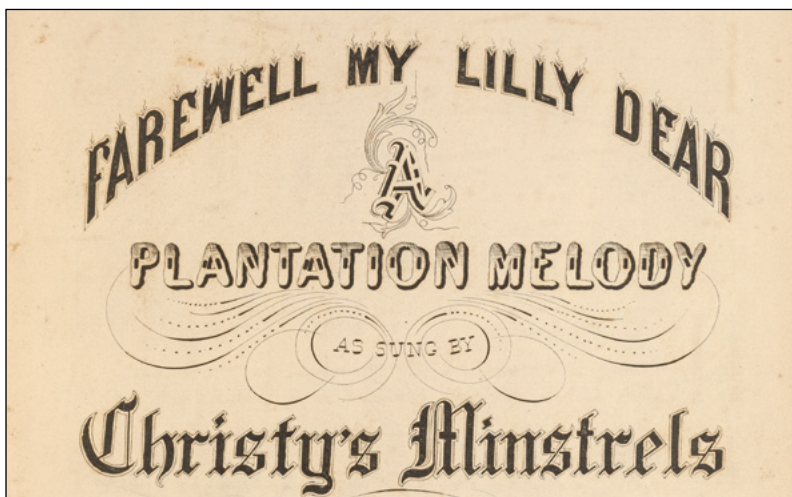 FAREWELL MY LILLY DEAR
A
PLANTATION MELODY
AS SUNG BY
Christy's Minstrels